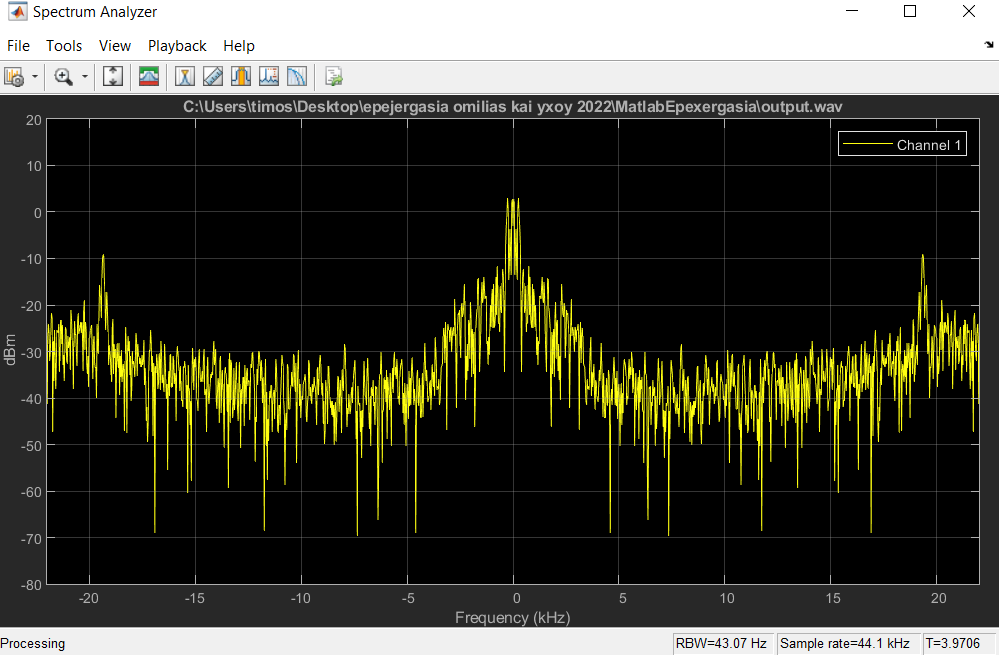 Spectrum Analyzer
File Tools View Playback Help
C:\Users\timos\Desktop\epejergasia omilias kai yxoy 2022\MatlabEpexergasia\output.wav
Channel 1
20
10
0
-10
-20
-30
-40
-50
-60
-70
-80
dBm
-20 -15 -10 -5 0 5 10 15 20
Frequency (kHz)
Processing RBW=43.07 Hz Sample rate=44.1 kHz T=3.9706